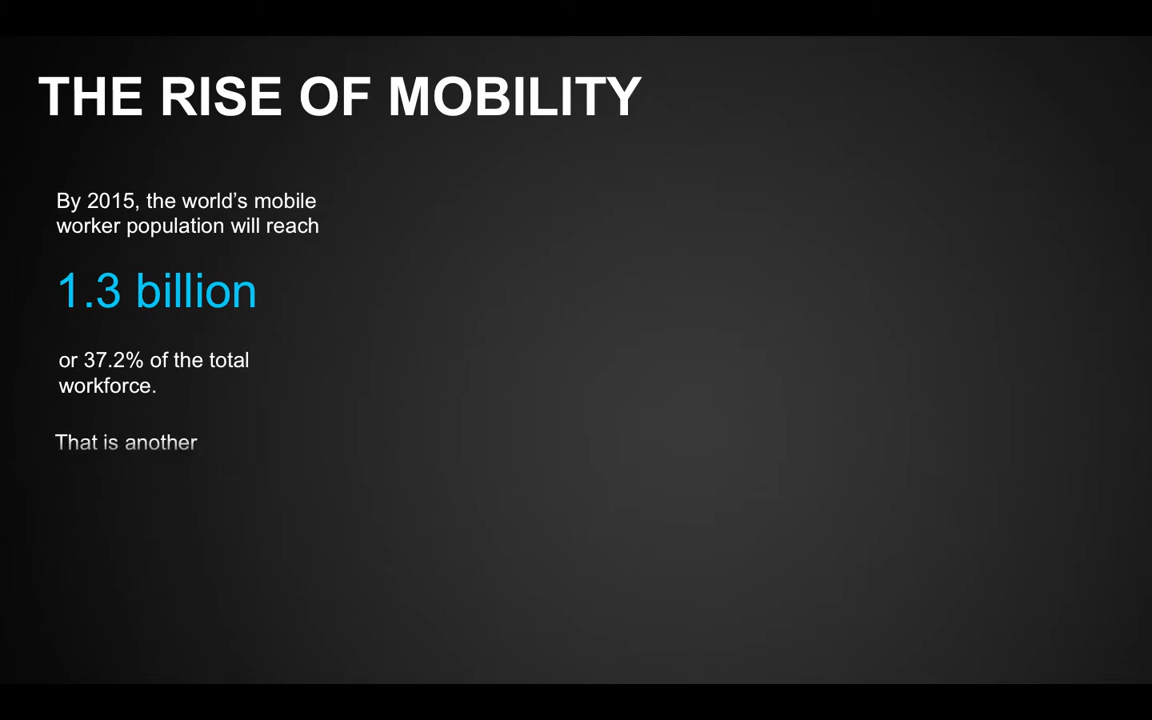 THE RISE OF MOBILITY
By 2015, the world’s mobile
worker population will reach
1.3 billion
or 37.2% of the total
workforce.
That is another